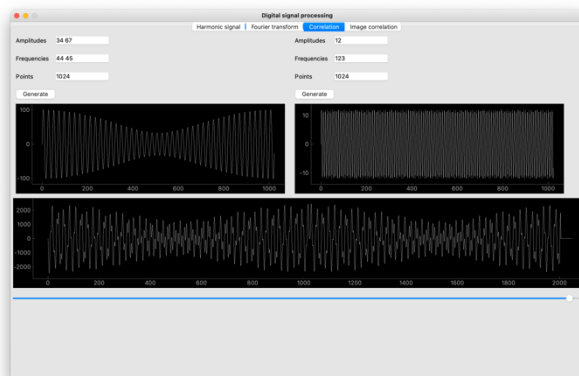 Digital signal processing
Harmonic signal Fourier transform Correlation Image correlation
Amplitudes 34 67 Amplitudes 12
Frequencies 44 45 Frequencies 123
Points 1024 Points 1024
Generate Generate
100 10
0 0
-100 -10
0 200 400 600 800 1000 0 200 400 600 800 1000
2000
1000
0
-1000
-2000
0 200 400 600 800 1000 1200 1400 1600 1800 2000